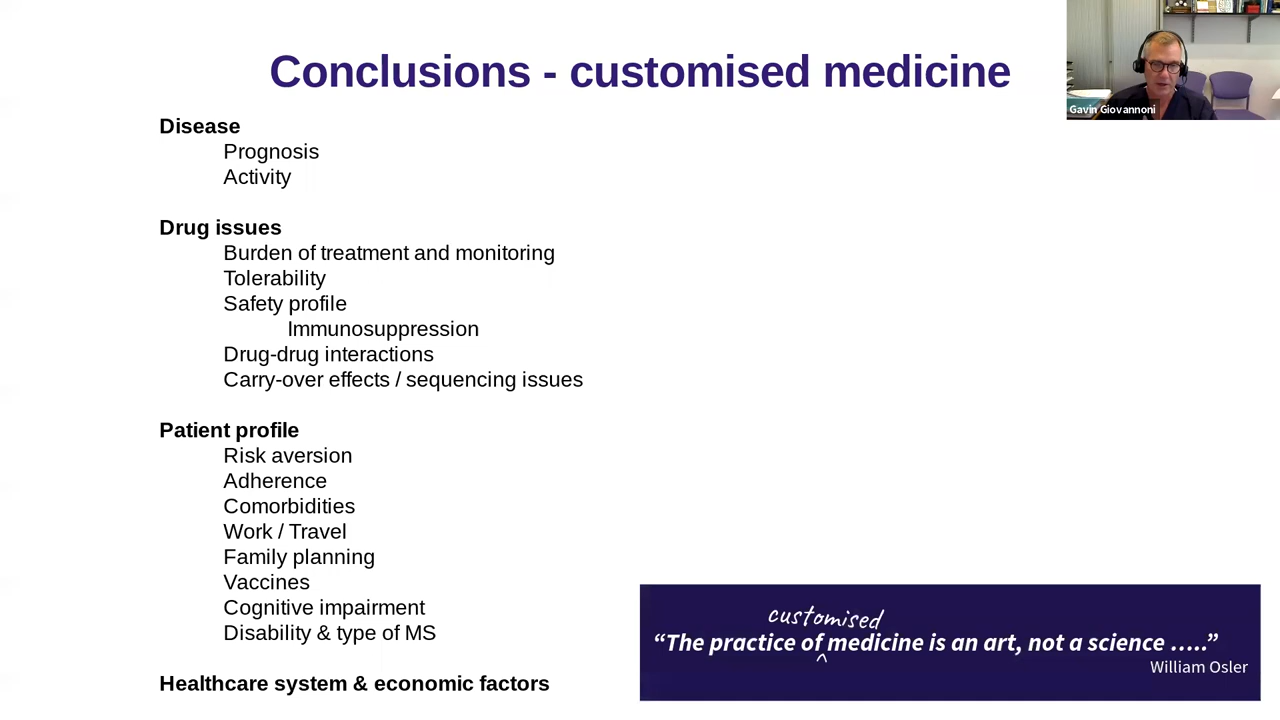 Conclusions - customised medicine
Gavin Giovannoni
Disease
Prognosis
Activity
Drug issues
Burden of treatment and monitoring
Tolerability
Safety profile
Immunosuppression
Drug-drug interactions
Carry-over effects / sequencing issues
Patient profile
Risk aversion
Adherence
Comorbidities
Work / Travel
Family planning
Vaccines
Cognitive impairment
Disability & type of MS
Healthcare system & economic factors
customised
“The practice of ^ medicine is an art, not a science …..”
William Osler